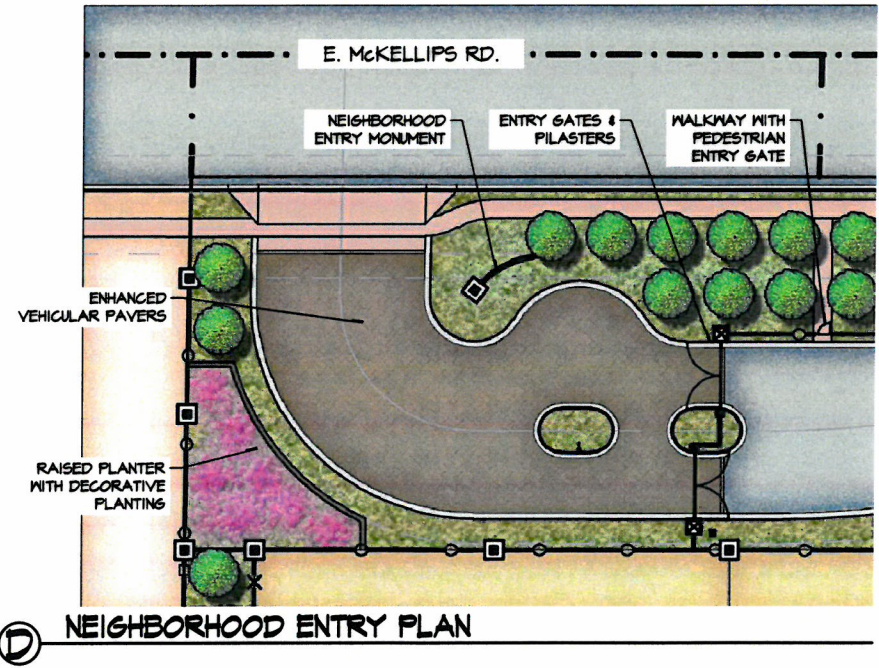 E. McKELLIPS RD.
NEIGHBORHOOD
ENTRY MONUMENT
ENTRY GATES &
PILASTERS
WALKWAY WITH
PEDESTRIAN
ENTRY GATE
ENHANCED
VEHICULAR PAVERS
RAISED PLANTER
WITH DECORATIVE
PLANTING
D NEIGHBORHOOD ENTRY PLAN